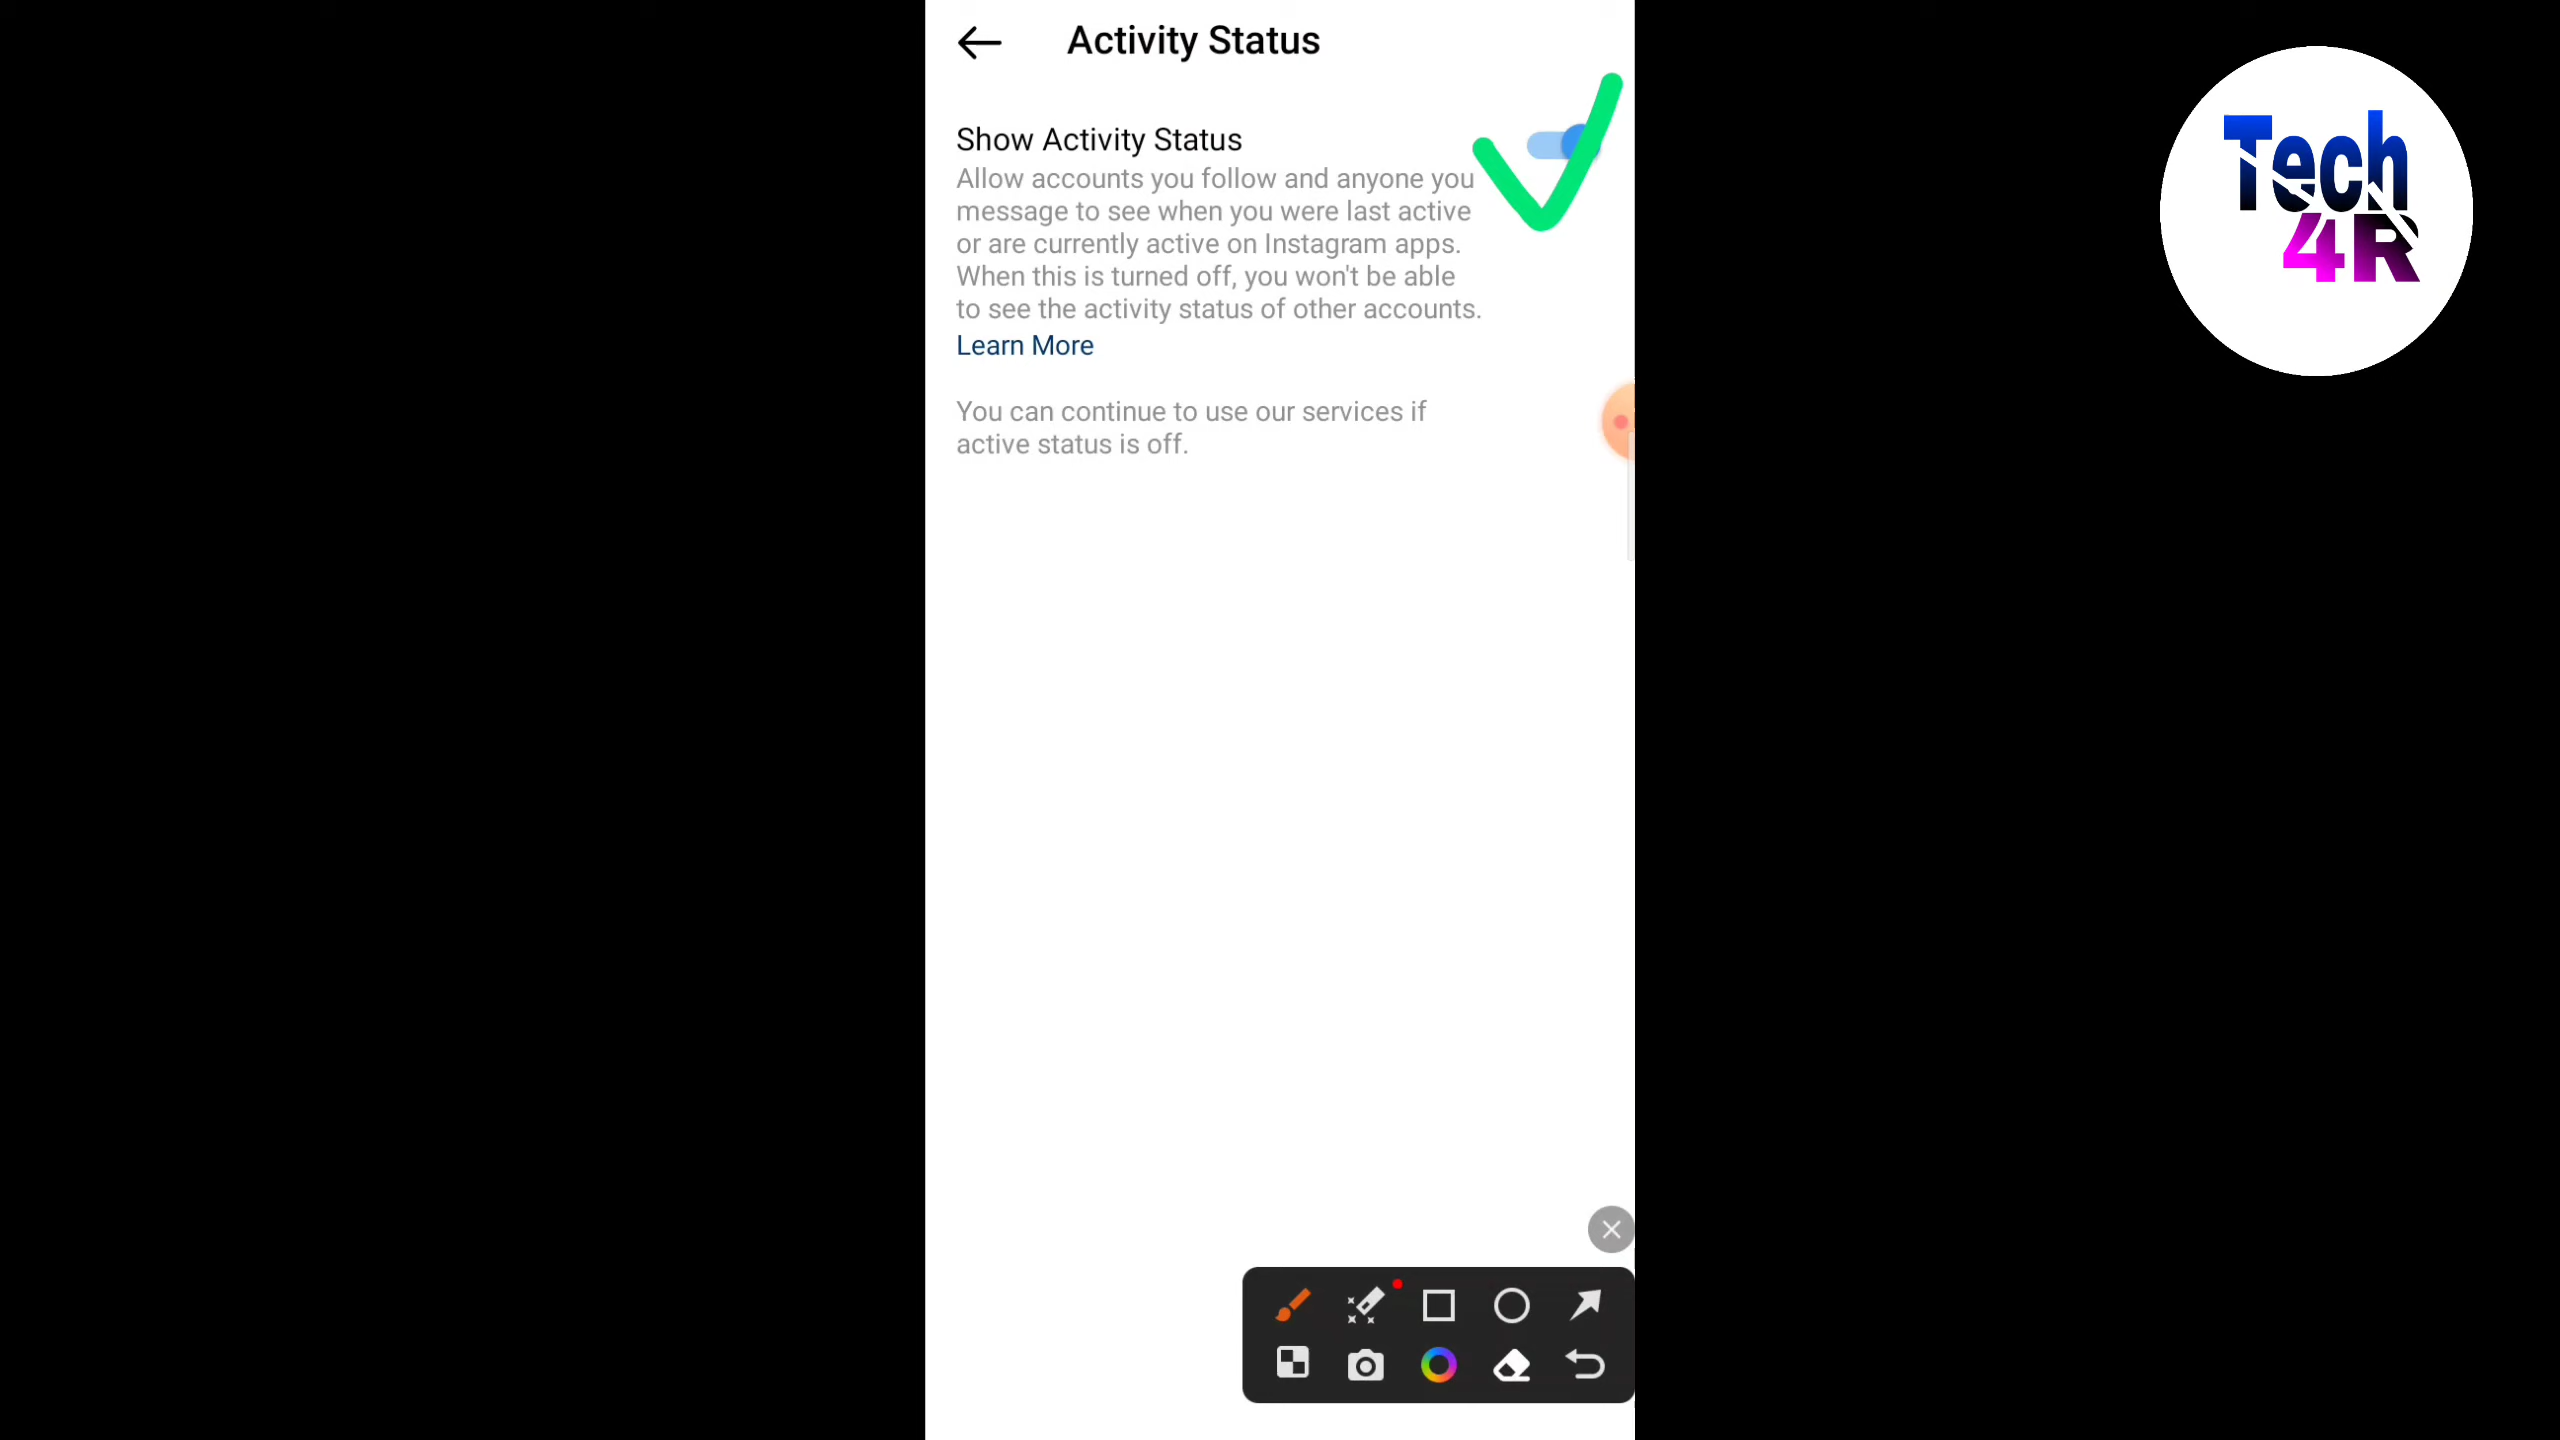 Activity Status
Show Activity Status
Allow accounts you follow and anyone you
message to see when you were last active
or are currently active on Instagram apps.
When this is turned off, you won't be able
to see the activity status of other accounts.
Learn More
You can continue to use our services if
active status is off.
Tech
4R